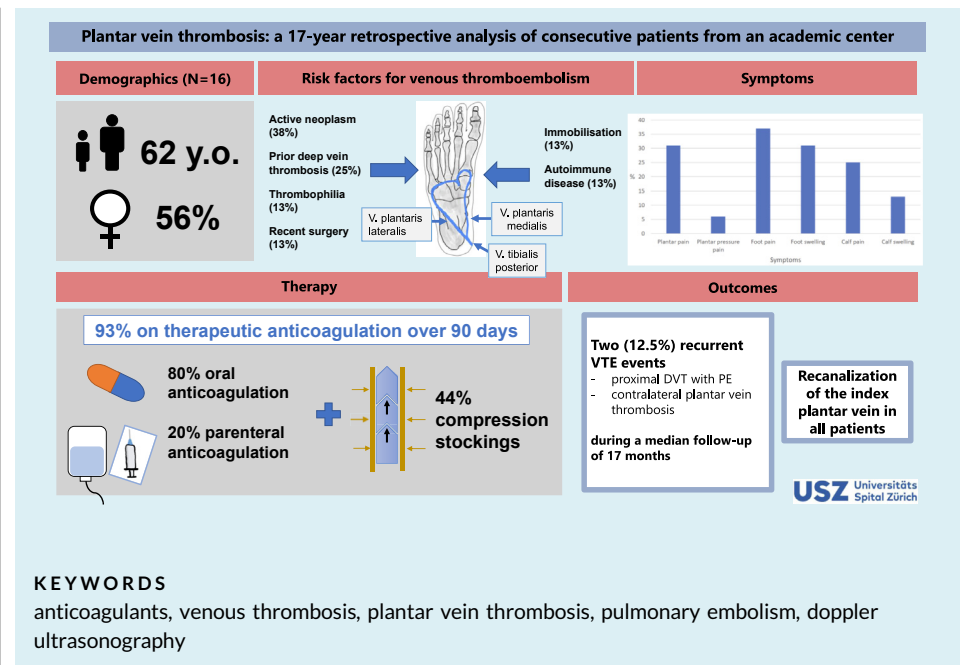 Plantar vein thrombosis: a 17-year retrospective analysis of consecutive patients from an academic center
Demographics (N=16)
62 y.o.
56%
Risk factors for venous thromboembolism
Active neoplasm
(38%)
Prior deep vein
thrombosis (25%)
Thrombophilia
(13%)
Recent surgery
(13%)
Immobilisation
(13%)
Autoimmune
disease (13%)
V. plantaris
lateralis
V. plantaris
medialis
V. tibialis
posterior
Symptoms
40
35
30
25
%
20
15
10
5
0
Plantar pain
Plantar pressure
pain
Foot pain
Foot swelling
Calf pain
Calf swelling
Symptoms
Therapy
93% on therapeutic anticoagulation over 90 days
80% oral
anticoagulation
20% parenteral
anticoagulation
44%
compression
stockings
Outcomes
Two (12.5%) recurrent
VTE events
- proximal DVT with PE
- contralateral plantar vein
thrombosis
during a median follow-up
of 17 months
Recanalization
of the index
plantar vein in
all patients
USZ Universitäts
Spital Zürich
KEYWORDS
anticoagulants, venous thrombosis, plantar vein thrombosis, pulmonary embolism, doppler
ultrasonography